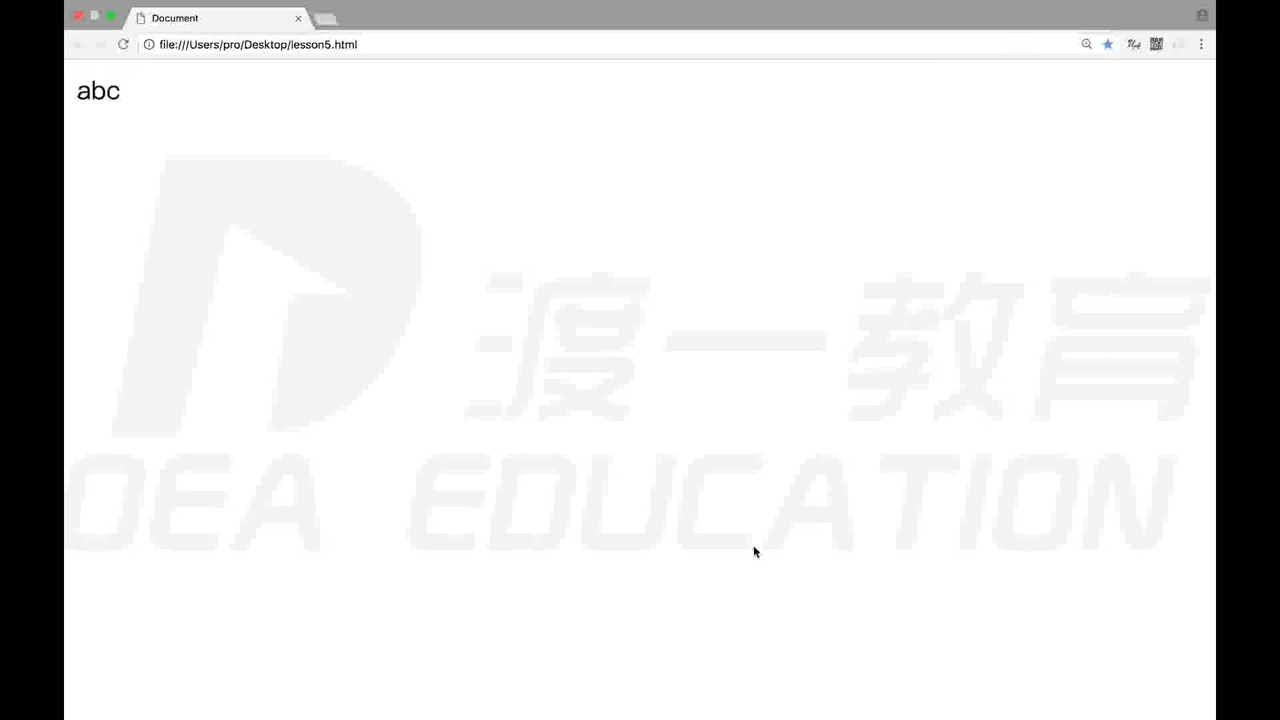 Document
file:///Users/pro/Desktop/lesson5.html
abc
渡一教育
DEA EDUCATION